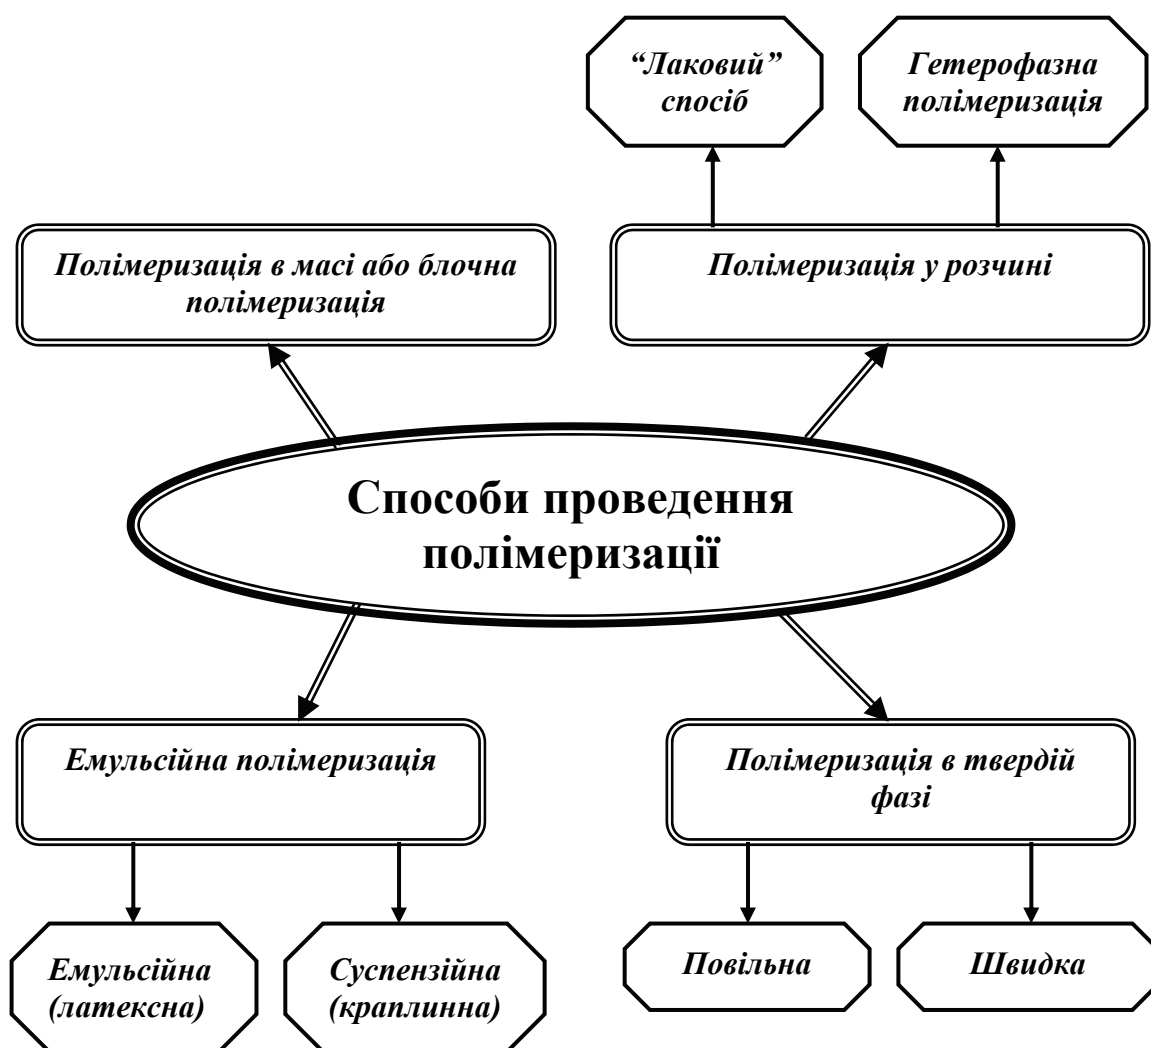 “Лаковий”
спосіб
Гетерофазна
полімеризація
Полімеризація в масі або блочна
полімеризація
Полімеризація у розчині
Способи проведення
полімеризації
Емульсійна полімеризація
Полімеризація в твердій
фазі
Емульсійна
(латексна)
Суспензійна
(краплинна)
Повільна
Швидка